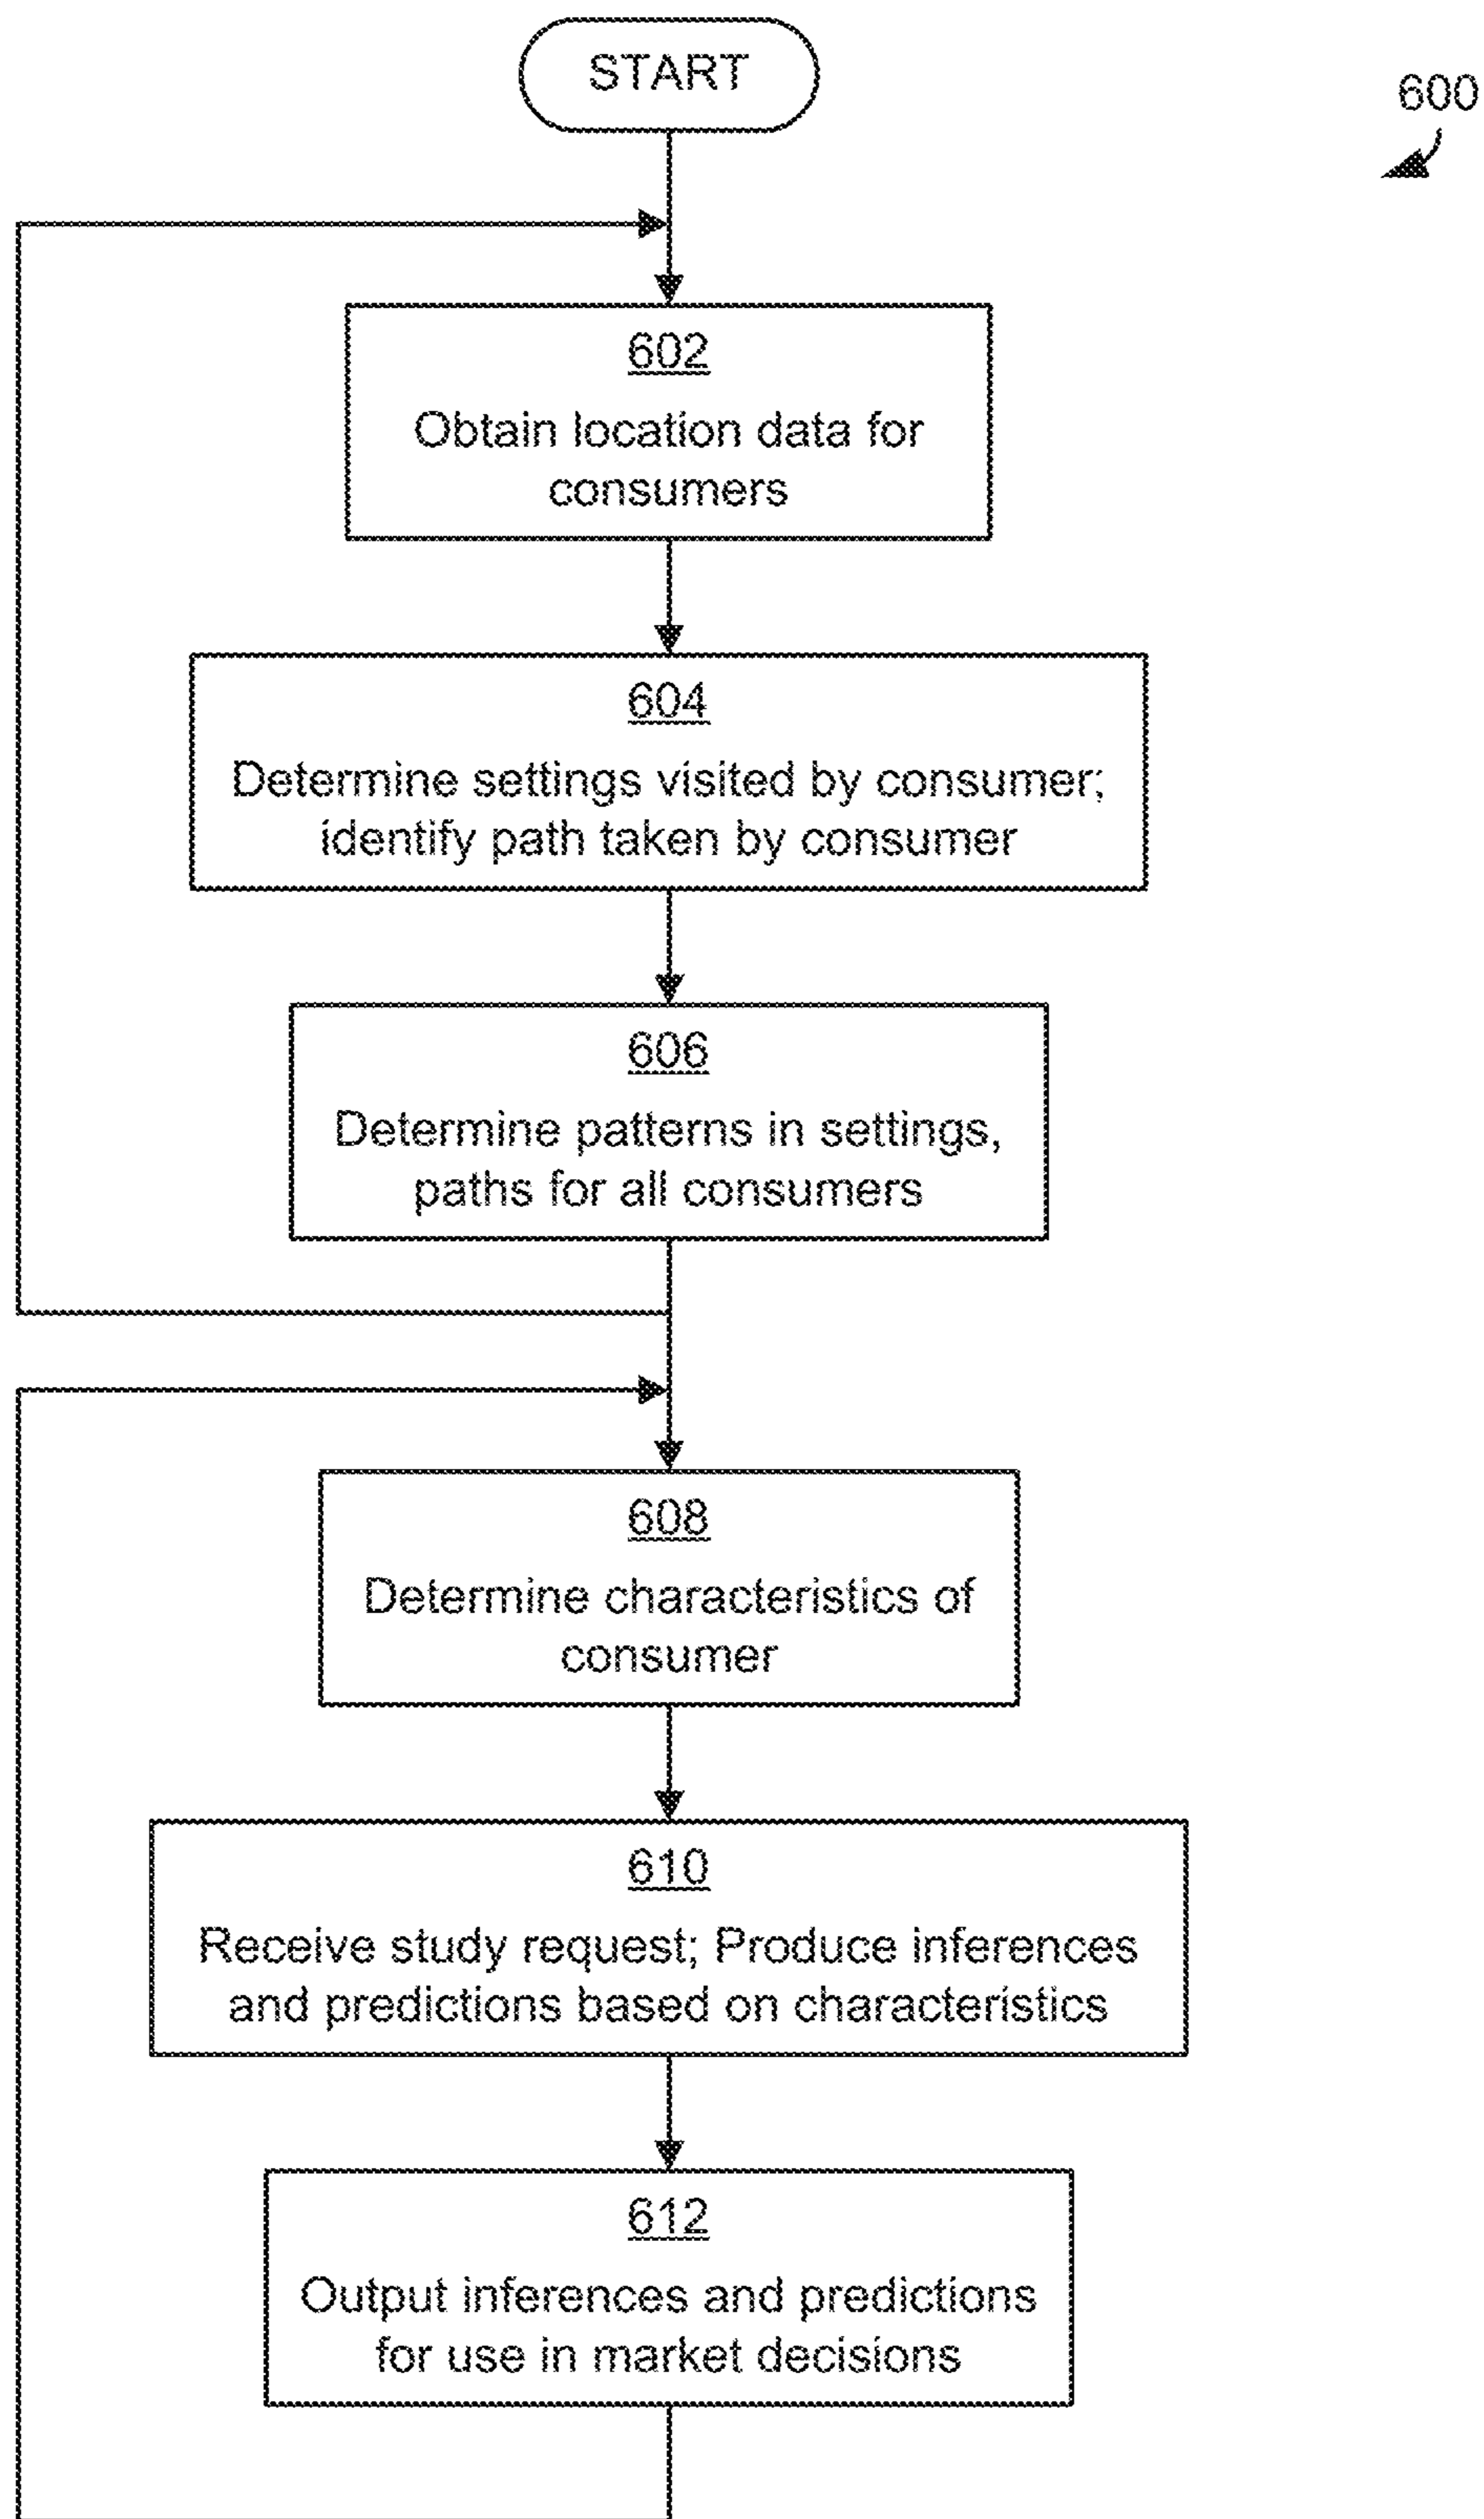 START
600
602
Obtain location data for
consumers
604
Determine settings visited by consumer;
identify path taken by consumer
606
Determine patterns in settings,
paths for all consumers
608
Determine characteristics of
consumer
610
Receive study request; Produce inferences
and predictions based on characteristics
612
Output inferences and predictions
for use in market decisions